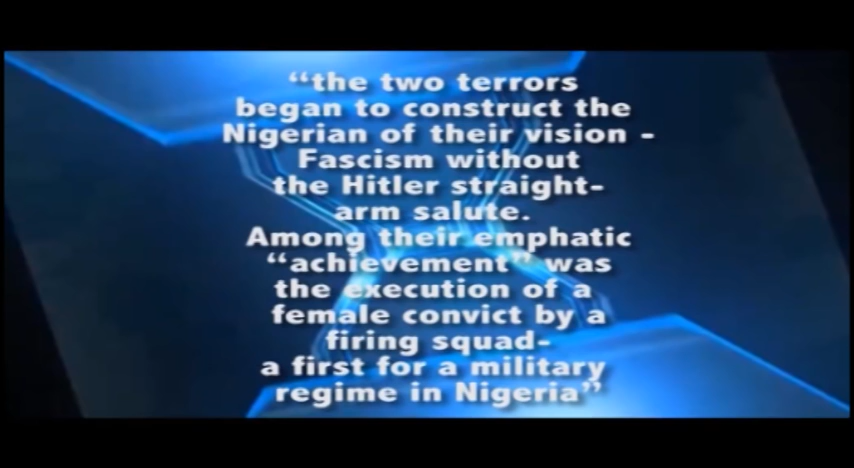 “the two terrors
began to construct the
Nigerian of their vision -
Fascism without
the Hitler straight-
arm salute.
Among their emphatic
“achievement” was
the execution of a
female convict by a
firing squad-
a first for a military
regime in Nigeria”